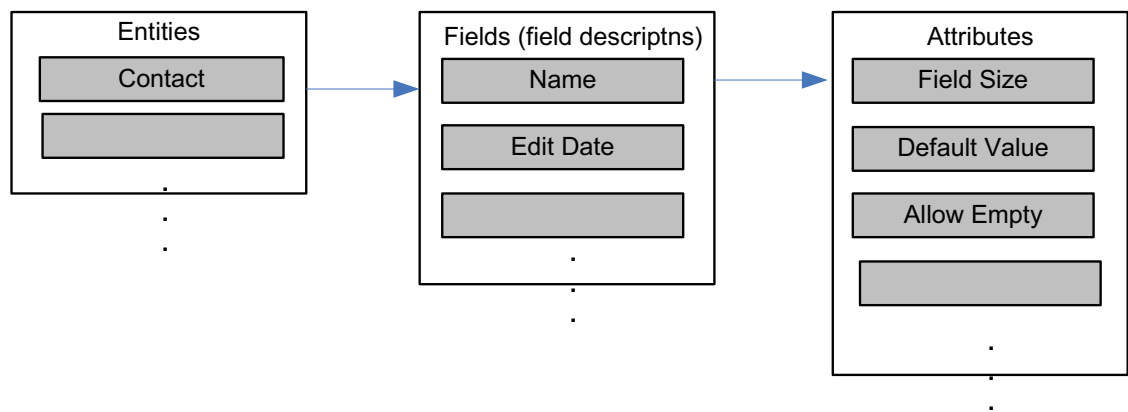 Entities
Contact
Fields (field descriptns)
Name
Edit Date
Attributes
Field Size
Default Value
Allow Empty